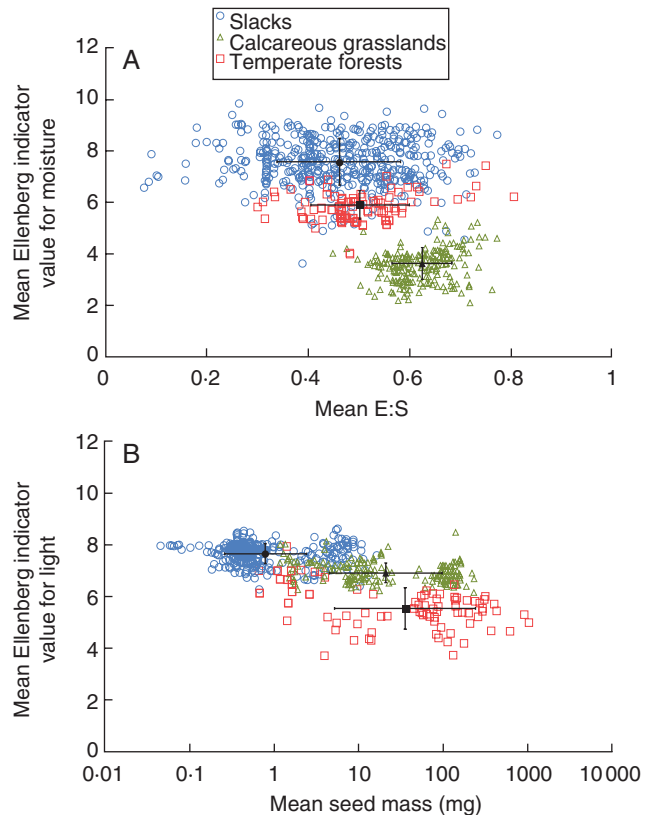 Slacks
Calcareous grasslands
Temperate forests
A
12
10
8
6
4
2
0
Mean Ellenberg indicator
value for moisture
0
0·2
0·4
0·6
0·8
1
Mean E:S
B
12
10
8
6
4
2
0
Mean Ellenberg indicator
value for light
0·01
0·1
1
10
100
1000
10 000
Mean seed mass (mg)